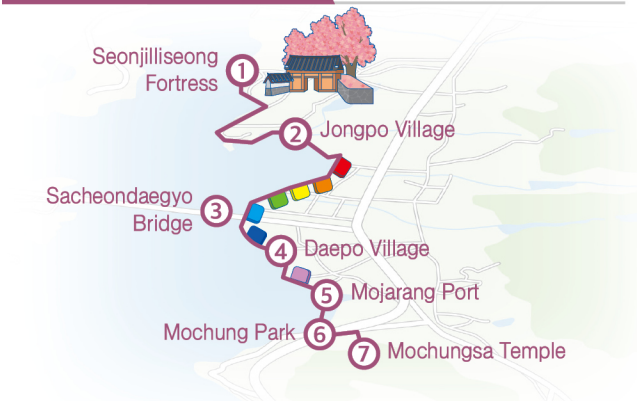 Seonjilliseong
Fortress
1
2
Jongpo Village
Sacheondaegyo
Bridge
3
4
Daepo Village
5
Mojarang Port
Mochung Park
6
7
Mochungsa Temple